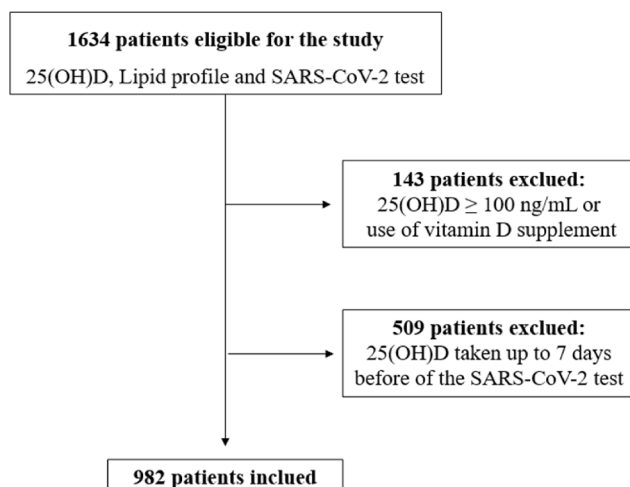 1634 patients eligible for the study
25(OH)D, Lipid profile and SARS-CoV-2 test
143 patients exclued:
25(OH)D ≥ 100 ng/mL or
use of vitamin D supplement
509 patients exclued:
25(OH)D taken up to 7 days
before of the SARS-CoV-2 test
982 patients inclued